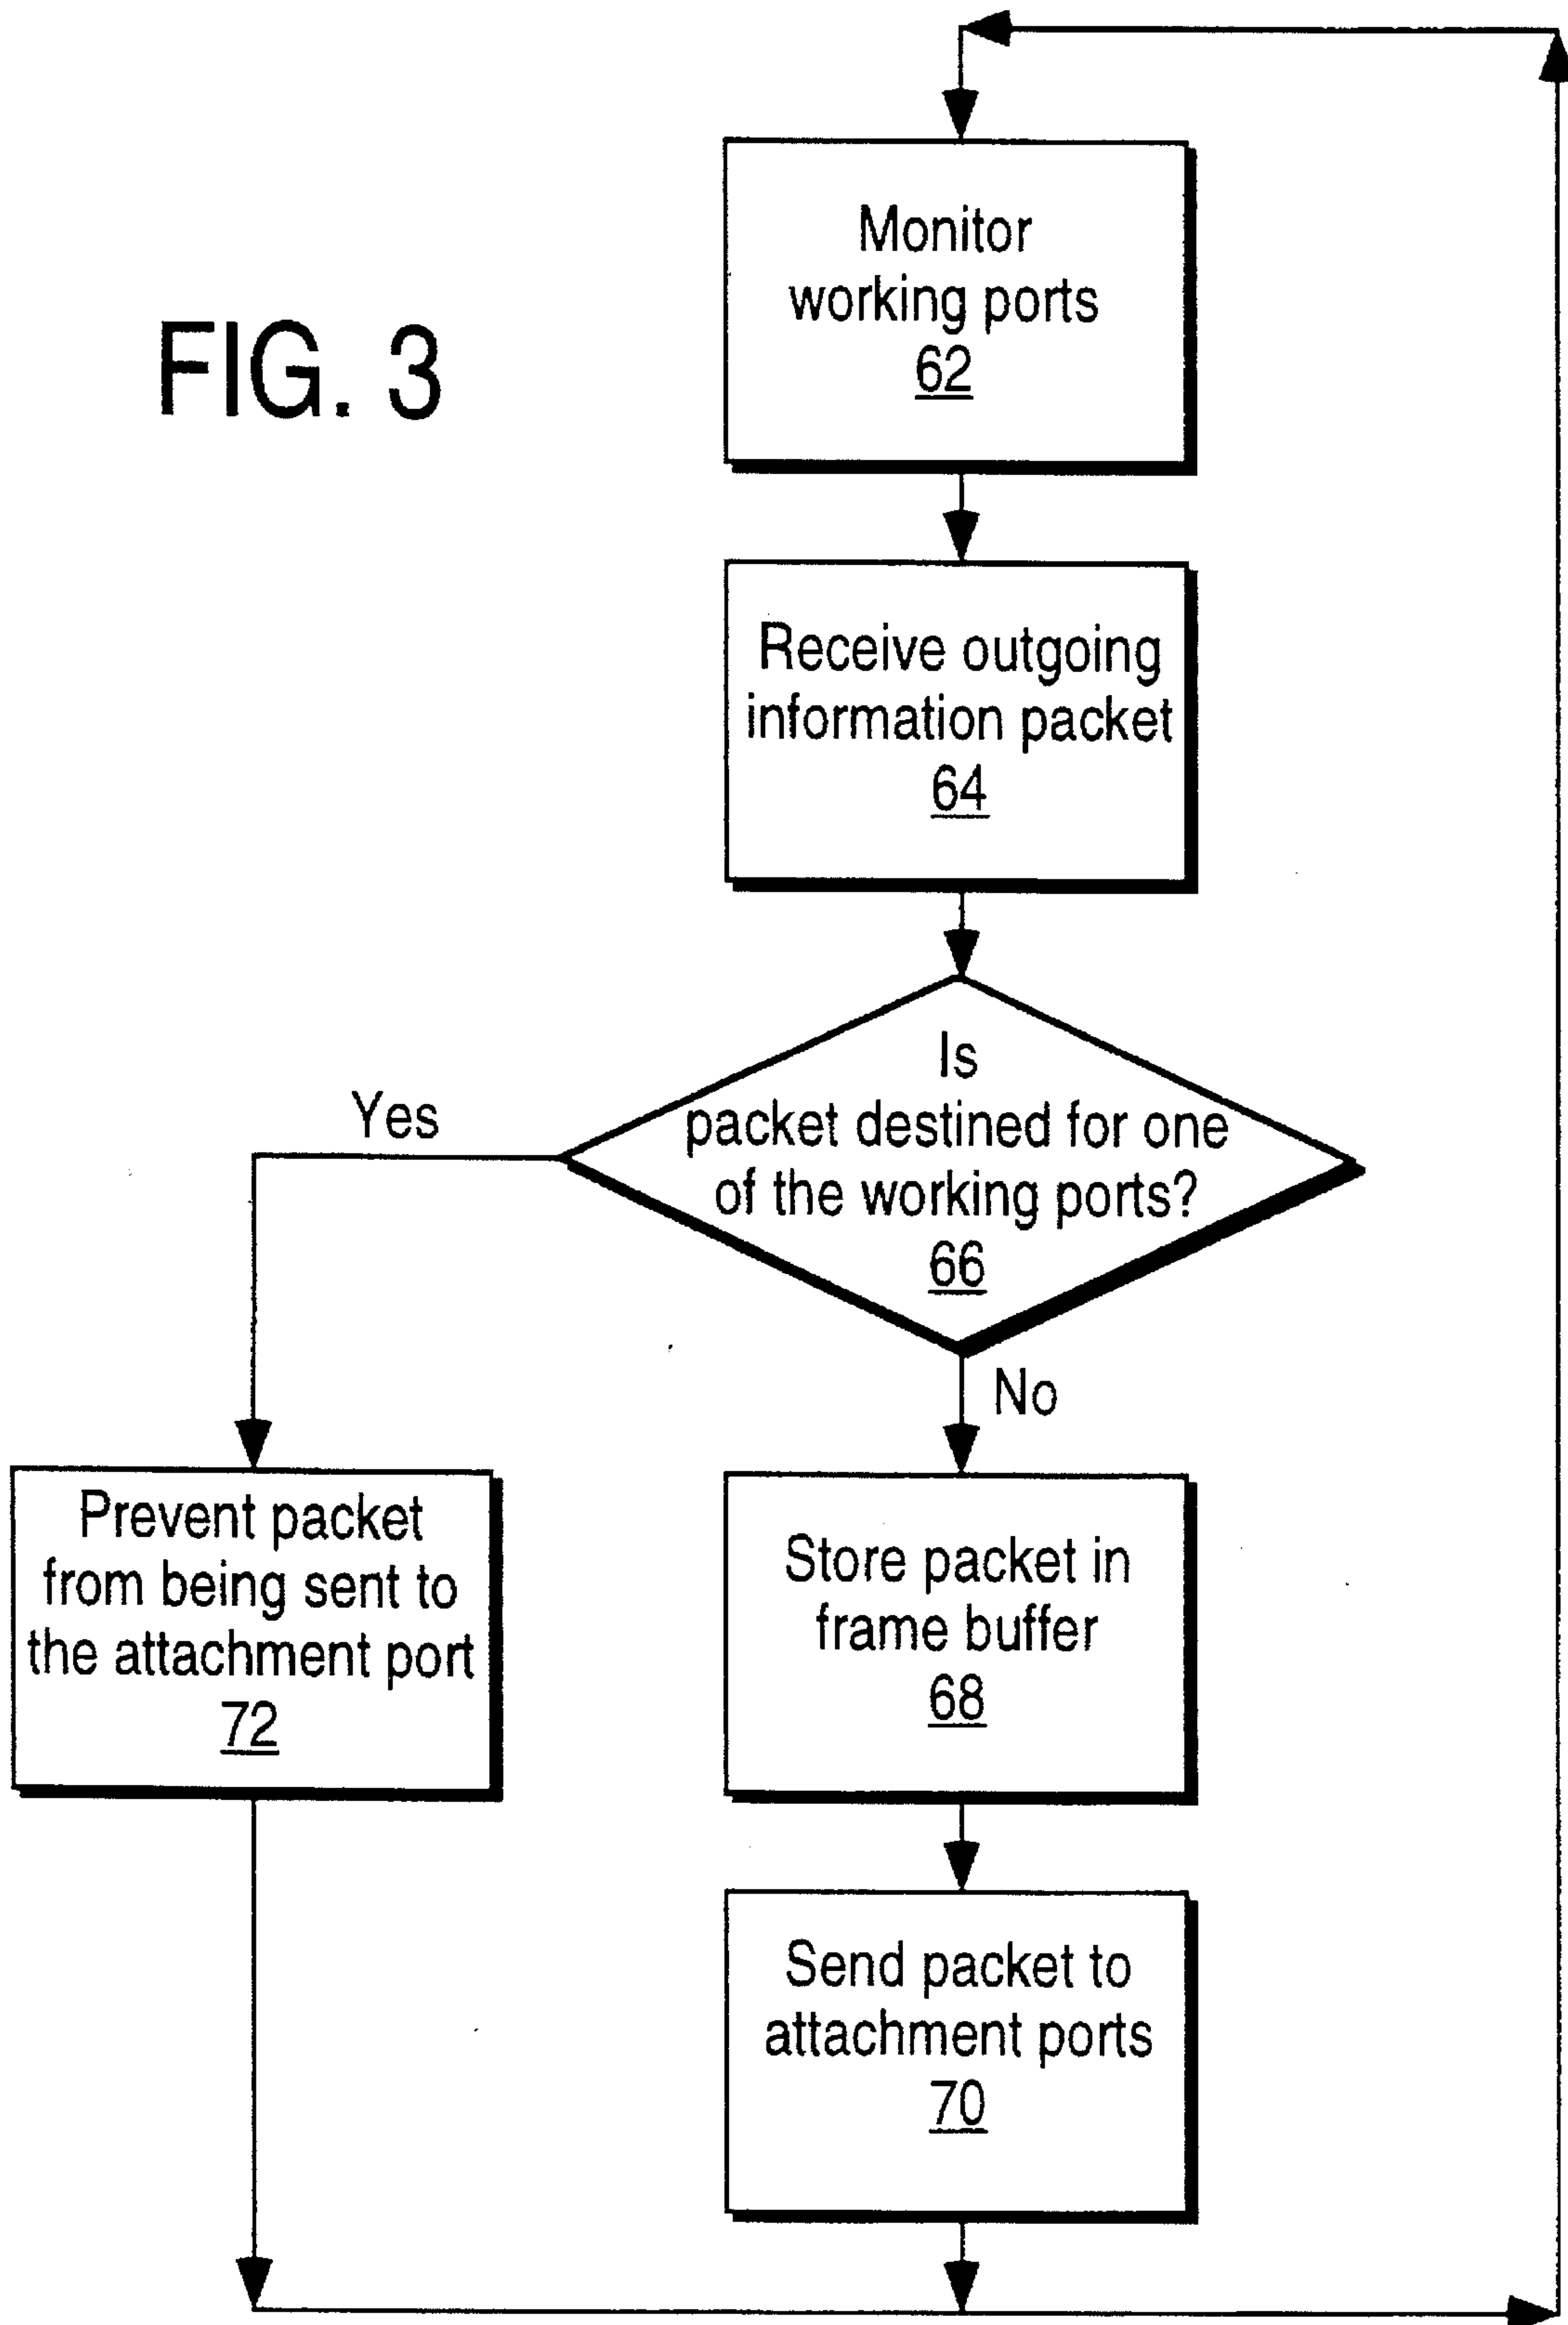 FIG. 3
Monitor
working ports
62
Receive outgoing
information packet
64
Is
packet destined for one
of the working ports?
66
Yes
No
Prevent packet
from being sent to
the attachment port
72
Store packet in
frame buffer
68
Send packet to
attachment ports
70